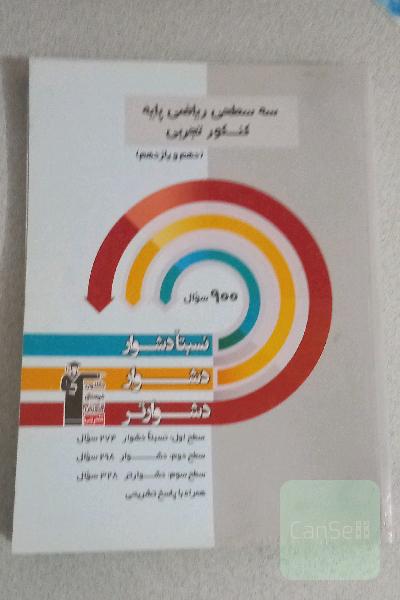 سه سطحی ریاضی پایه
کنکور تجربی
(دهم و یازدهم)
۹۰۰ سؤال
نسبتاً دشوار
دشوار
دشوارتر
سطح اول: نسبتاً دشوار ۲۷۴ سؤال
سطح دوم: دشوار ۲۹۸ سؤال
سطح سوم: دشوارتر ۳۲۸ سؤال
همراه با پاسخ تشریحی
CanSell